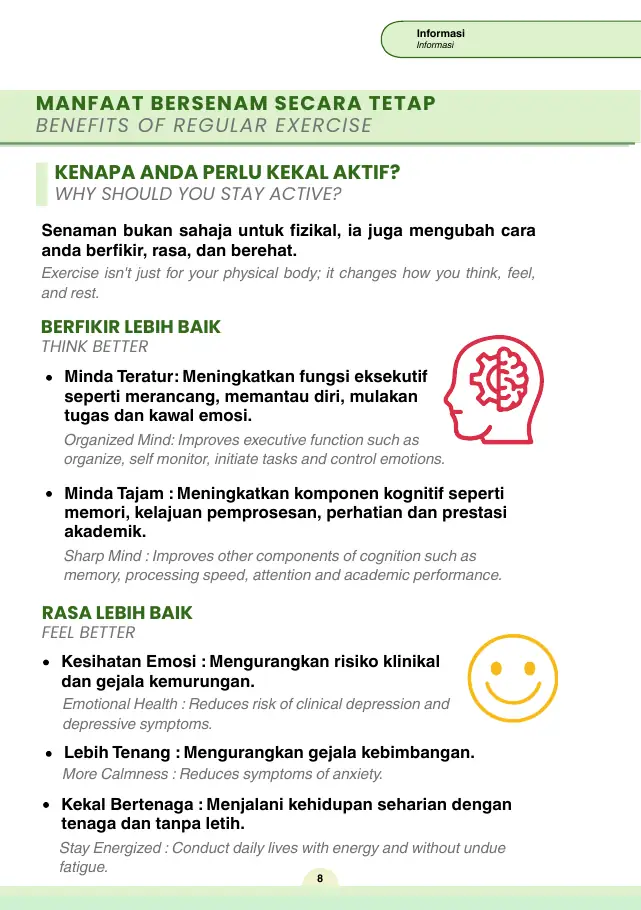 Informasi
Informasi
MANFAAT BERSENAM SECARA TETAP
BENEFITS OF REGULAR EXERCISE
KENAPA ANDA PERLU KEKAL AKTIF?
WHY SHOULD YOU STAY ACTIVE?
Senaman bukan sahaja untuk fizikal, ia juga mengubah cara
anda berfikir, rasa, dan berehat.
Exercise isn't just for your physical body; it changes how you think, feel,
and rest.
BERFIKIR LEBIH BAIK
THINK BETTER
• Minda Teratur: Meningkatkan fungsi eksekutif
seperti merancang, memantau diri, mulakan
tugas dan kawal emosi.
Organized Mind: Improves executive function such as
organize, self monitor, initiate tasks and control emotions.
• Minda Tajam : Meningkatkan komponen kognitif seperti
memori, kelajuan pemprosesan, perhatian dan prestasi
akademik.
Sharp Mind : Improves other components of cognition such as
memory, processing speed, attention and academic performance.
RASA LEBIH BAIK
FEEL BETTER
• Kesihatan Emosi : Mengurangkan risiko klinikal
dan gejala kemurungan.
Emotional Health : Reduces risk of clinical depression and
depressive symptoms.
• Lebih Tenang : Mengurangkan gejala kebimbangan.
More Calmness : Reduces symptoms of anxiety.
• Kekal Bertenaga : Menjalani kehidupan seharian dengan
tenaga dan tanpa letih.
Stay Energized : Conduct daily lives with energy and without undue
fatigue.
8